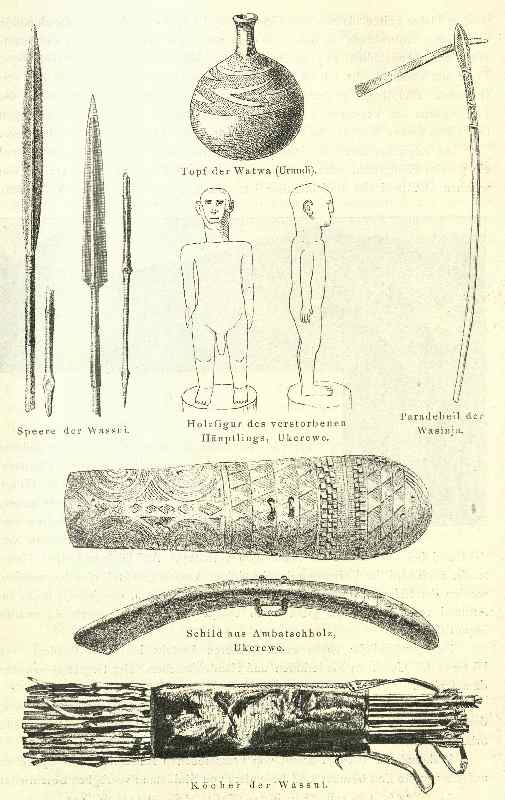 Topf der Watwa (Urundi).
Speere der Wassui.
Holzfigur des verstorbenen
Häuptlings, Ukerewe.
Paradebeil der
Wasinja.
Schild aus Ambatschholz,
Ukerewe.
Köcher der Wassui.